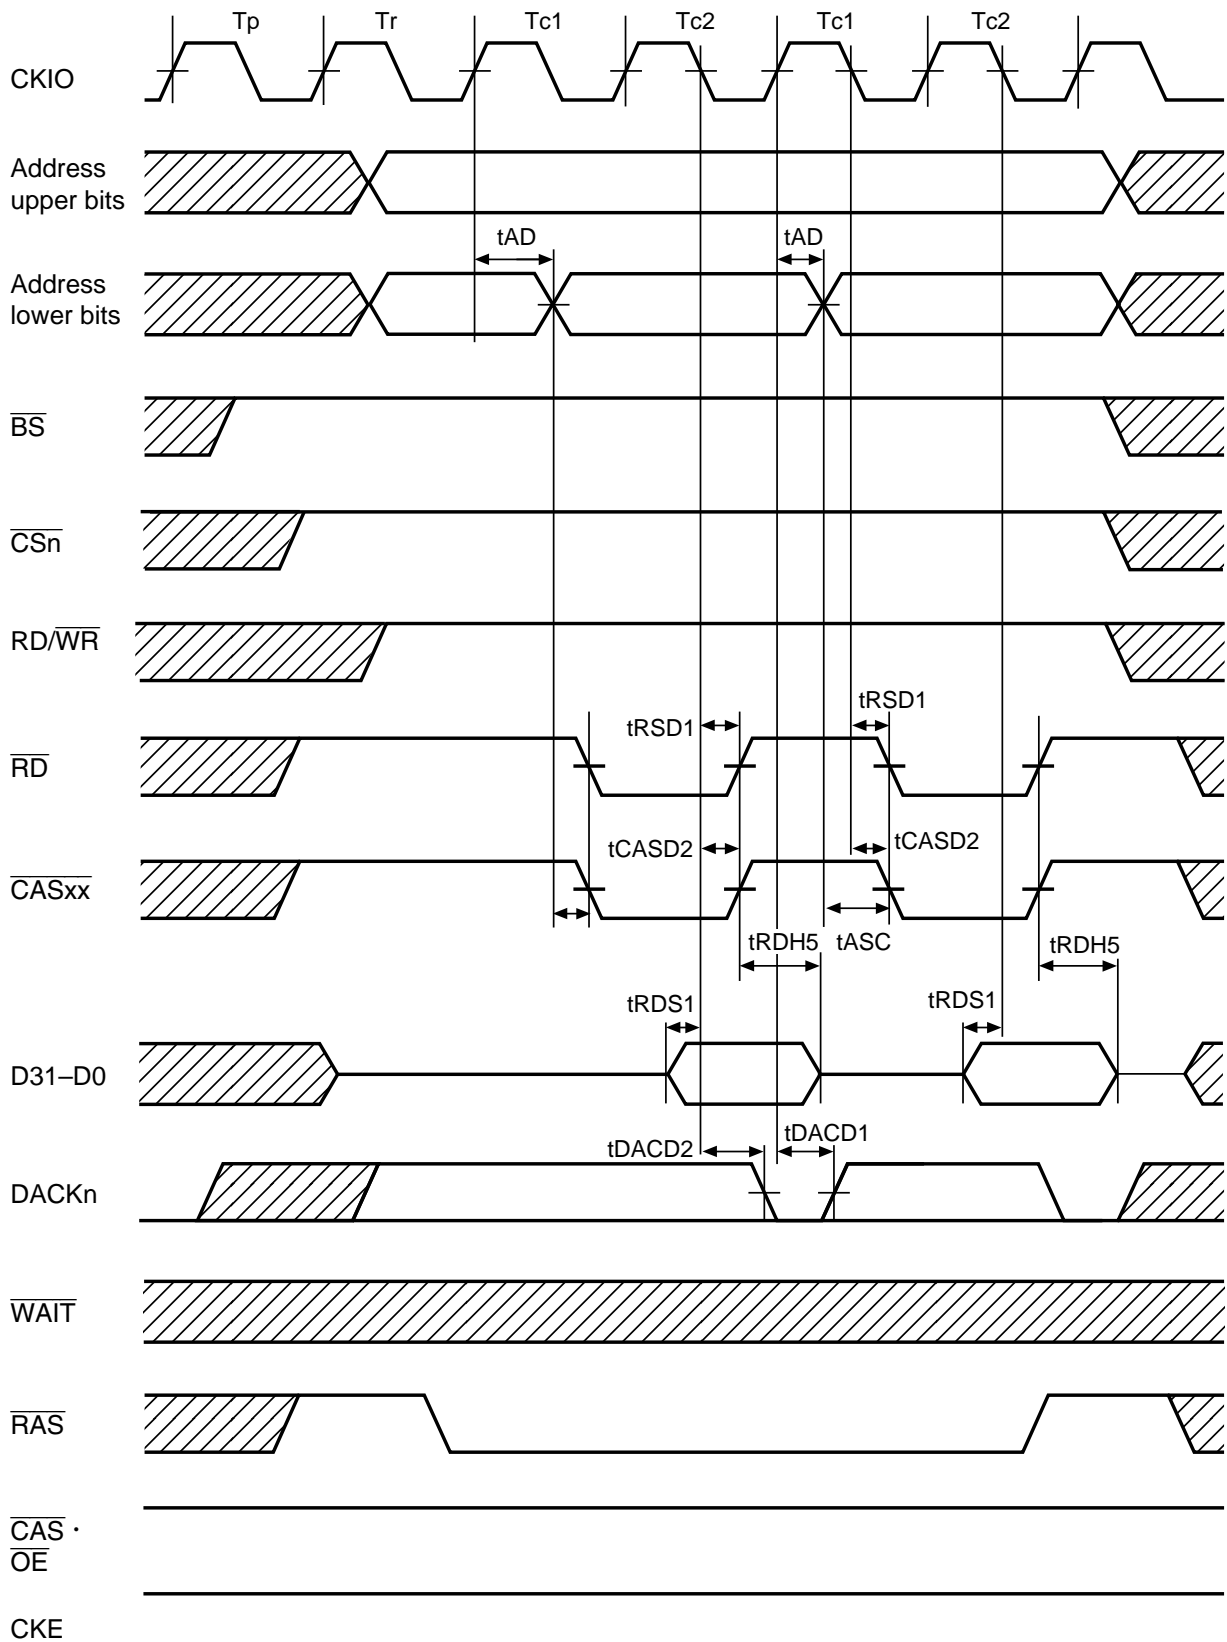 Tp Tr Tc1 Tc2 Tc1 Tc2
CKIO
Address
upper bits
tAD tAD
Address
lower bits
BS
CSn
RD/WR
tRSD1 tRSD1
RD
tCASD2 tCASD2
CASxx
tRDH5 tASC tRDH5
tRDS1 tRDS1
D31–D0
tDACD2 tDACD1
DACKn
WAIT
RAS
CAS ·
OE
CKE